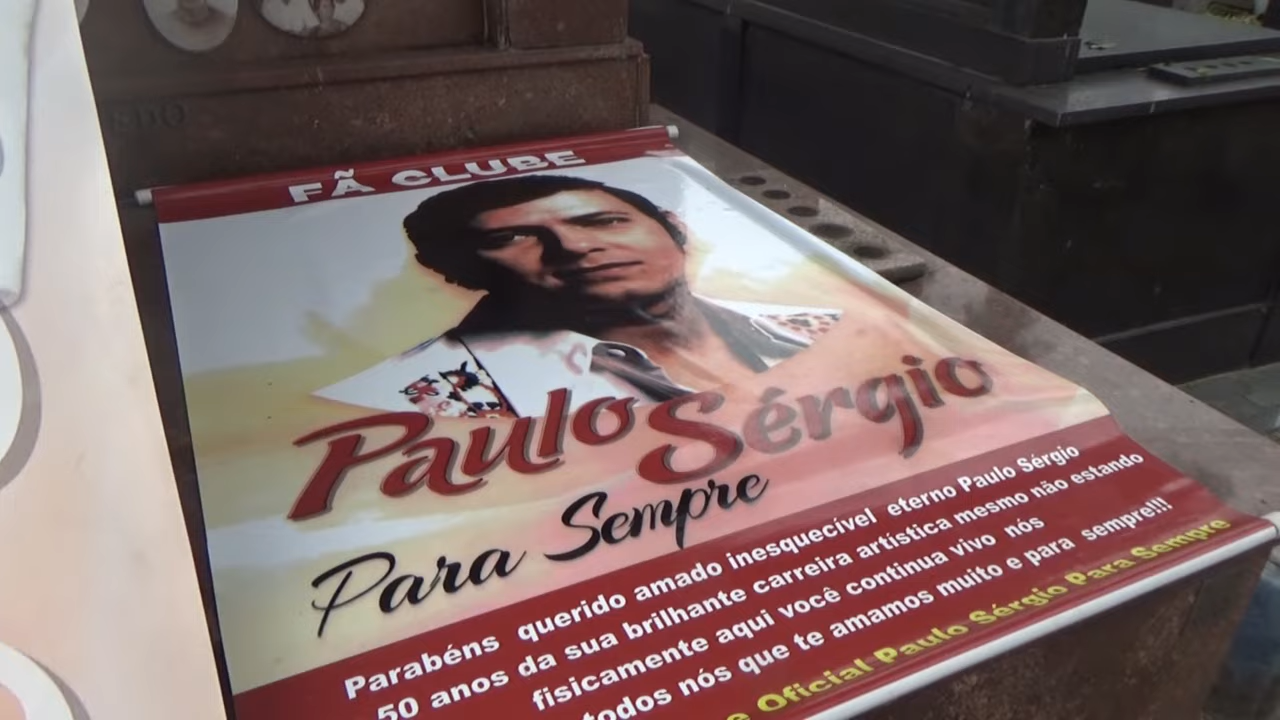 FÃ CLUBE
Paulo Sérgio
Para Sempre
Parabéns querido amado inesquecível eterno Paulo Sérgio
50 anos da sua brilhante carreira artística mesmo não estando
fisicamente aqui você continua vivo nós
todos nós que te amamos muito e para sempre!!!
Oficial Paulo Sérgio Para Sempre